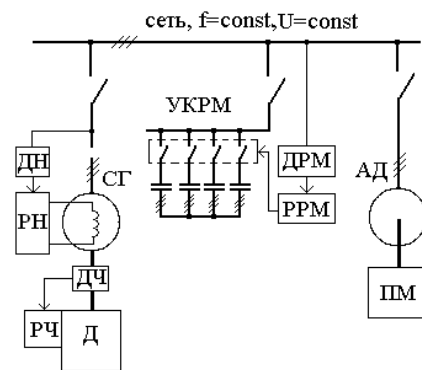 сеть, f=const,U=const
УКРМ
ДН
СГ
ДРМ
АД
РН
РРМ
ДЧ
ПМ
РЧ
Д